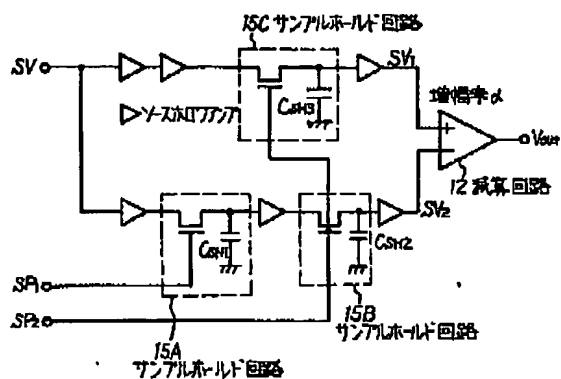 15C サンプルホールド回路
SV
SV₁
CSH3
増幅率α
ソースホロワアンプ
+
−
Vout
12 減算回路
SV₂
CSH1
CSH2
SP₁
SP₂
15A
サンプルホールド回路
15B
サンプルホールド回路